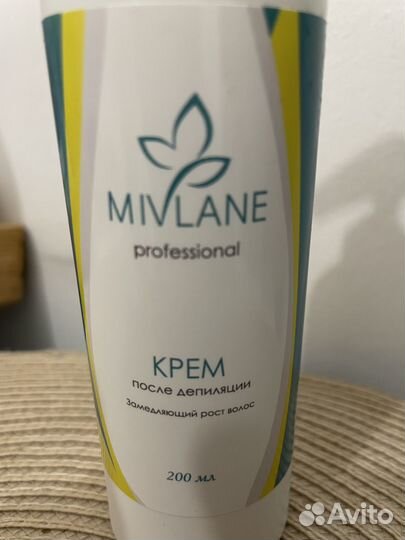 MIVLANE
professional
КРЕМ
после депиляции
Замедляющий рост волос
200 мл
Avito